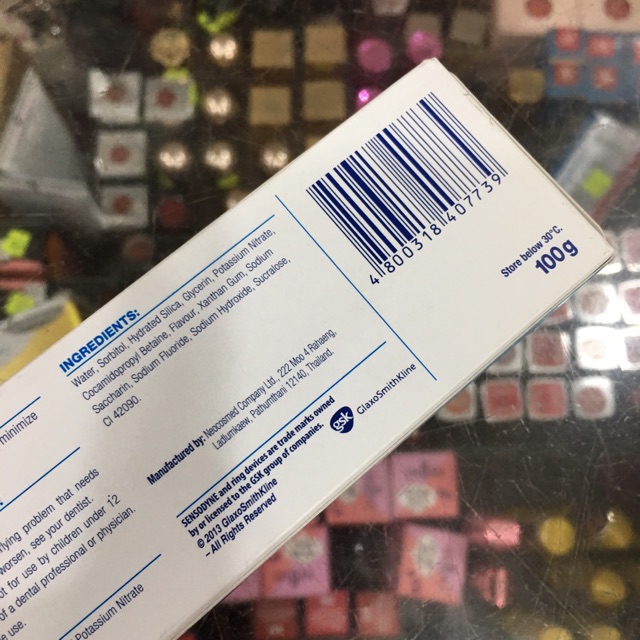 4 800318 407739
Store below 30°C.
100g
INGREDIENTS:
Water, Sorbitol, Hydrated Silica, Glycerin, Potassium Nitrate,
Cocamidopropyl Betaine, Flavour, Xanthan Gum, Sodium
Saccharin, Sodium Fluoride, Sodium Hydroxide, Sucralose,
CI 42090.
Manufactured by: Neocosmed Company Ltd., 222 Moo 4 Rahaeng,
Ladlumkaew, Pathumthani 12140, Thailand.
SENSODYNE and ring devices are trade marks owned
by or licensed to the GSK group of companies.
© 2013 GlaxoSmithKline
All Rights Reserved
gsk GlaxoSmithKline
minimize
problem that needs
worsen, see your dentist.
for use by children under 12
of a dental professional or physician.
use.
Potassium Nitrate